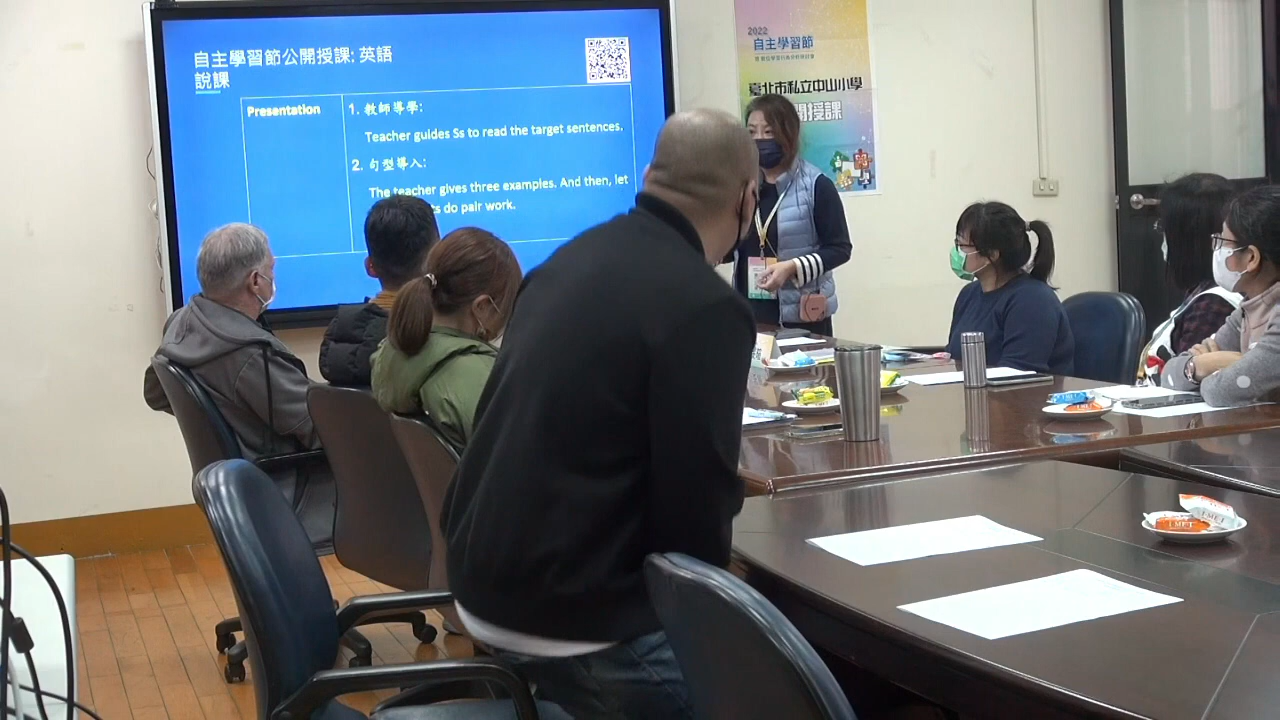 自主學習節公開授課: 英語
說課
Presentation
1. 教師導學:
Teacher guides Ss to read the target sentences.
2. 句型導入:
The teacher gives three examples. And then, let
do pair work.
2022
自主學習節
臺北市私立中山小學
開授課